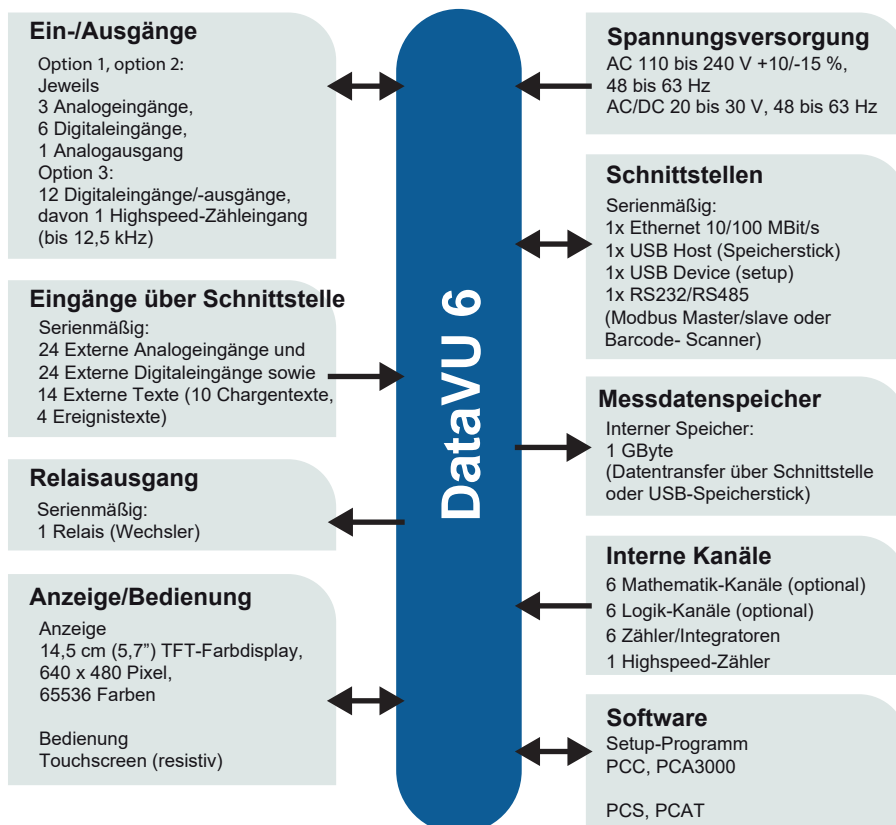 Ein-/Ausgänge
Option 1, option 2:
Jeweils
3 Analogeingänge,
6 Digitaleingänge,
1 Analogausgang
Option 3:
12 Digitaleingänge/-ausgänge,
davon 1 Highspeed-Zähleingang
(bis 12,5 kHz)
Eingänge über Schnittstelle
Serienmäßig:
24 Externe Analogeingänge und
24 Externe Digitaleingänge sowie
14 Externe Texte (10 Chargentexte,
4 Ereignistexte)
Relaisausgang
Serienmäßig:
1 Relais (Wechsler)
Anzeige/Bedienung
Anzeige
14,5 cm (5,7”) TFT-Farbdisplay,
640 x 480 Pixel,
65536 Farben
Bedienung
Touchscreen (resistiv)
DataVU 6
Spannungsversorgung
AC 110 bis 240 V +10/-15 %,
48 bis 63 Hz
AC/DC 20 bis 30 V, 48 bis 63 Hz
Schnittstellen
Serienmäßig:
1x Ethernet 10/100 MBit/s
1x USB Host (Speicherstick)
1x USB Device (setup)
1x RS232/RS485
(Modbus Master/slave oder
Barcode- Scanner)
Messdatenspeicher
Interner Speicher:
1 GByte
(Datentransfer über Schnittstelle
oder USB-Speicherstick)
Interne Kanäle
6 Mathematik-Kanäle (optional)
6 Logik-Kanäle (optional)
6 Zähler/Integratoren
1 Highspeed-Zähler
Software
Setup-Programm
PCC, PCA3000
PCS, PCAT